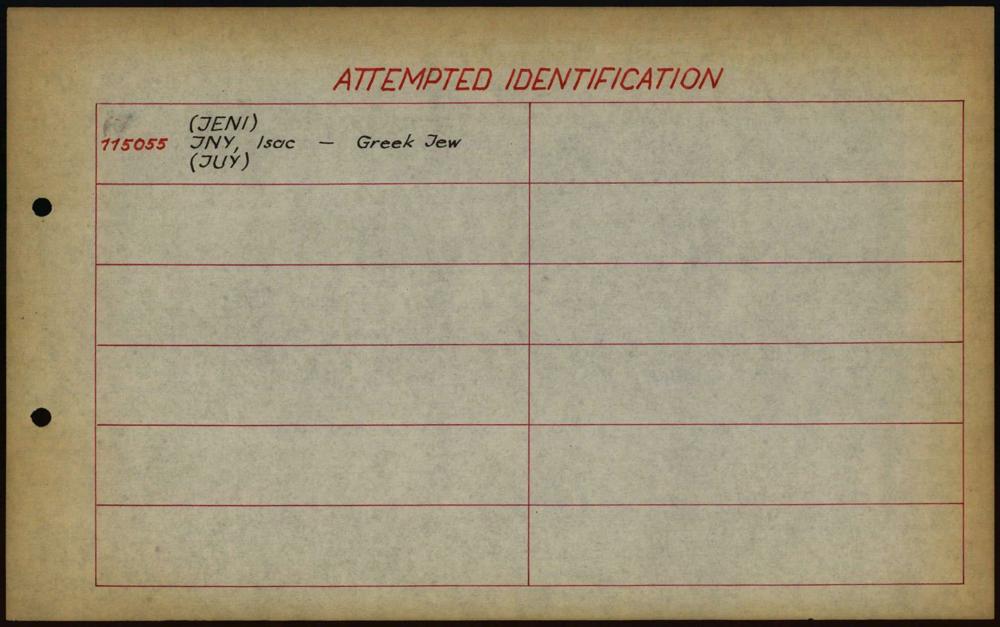 ATTEMPTED IDENTIFICATION
(JENI)
115055 JNY, Isac — Greek Jew
(JUY)